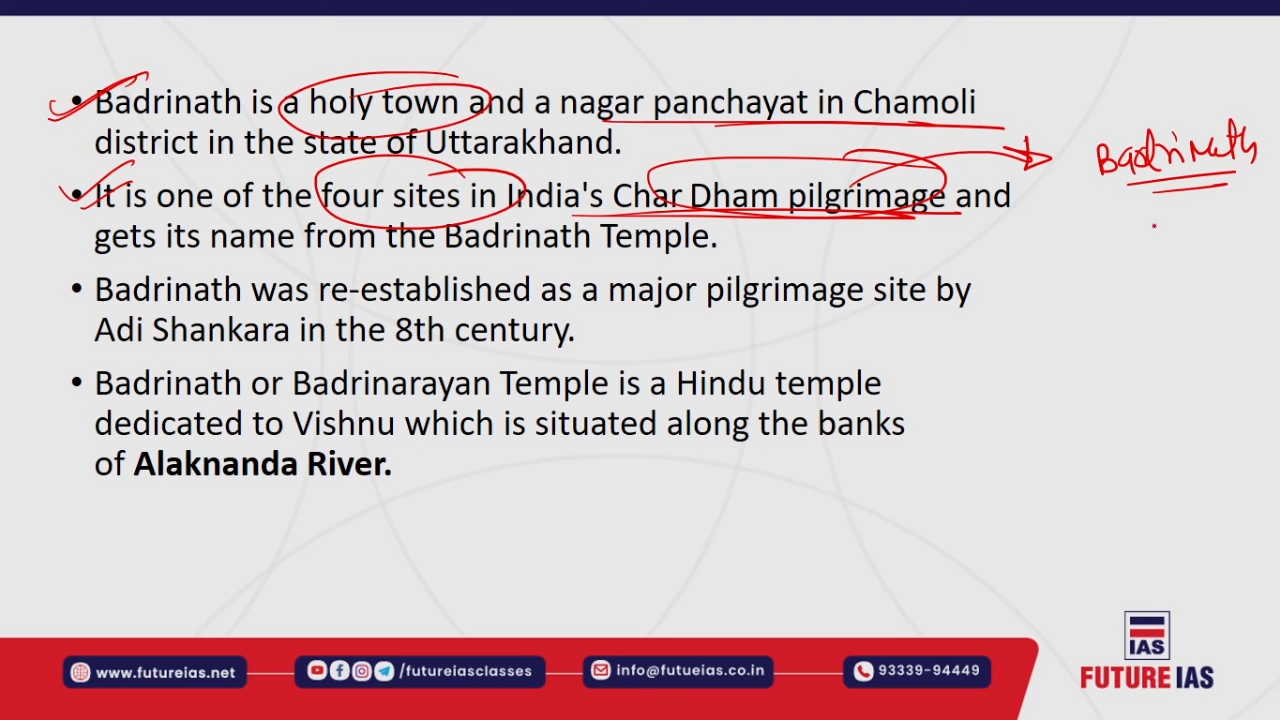 • Badrinath is a holy town and a nagar panchayat in Chamoli
district in the state of Uttarakhand.
• It is one of the four sites in India's Char Dham pilgrimage and
gets its name from the Badrinath Temple.
Badrinath
• Badrinath was re-established as a major pilgrimage site by
Adi Shankara in the 8th century.
• Badrinath or Badrinarayan Temple is a Hindu temple
dedicated to Vishnu which is situated along the banks
of Alaknanda River.
www.futureias.net
/futureiasclasses
info@futueias.co.in
93339-94449
IAS
FUTURE IAS